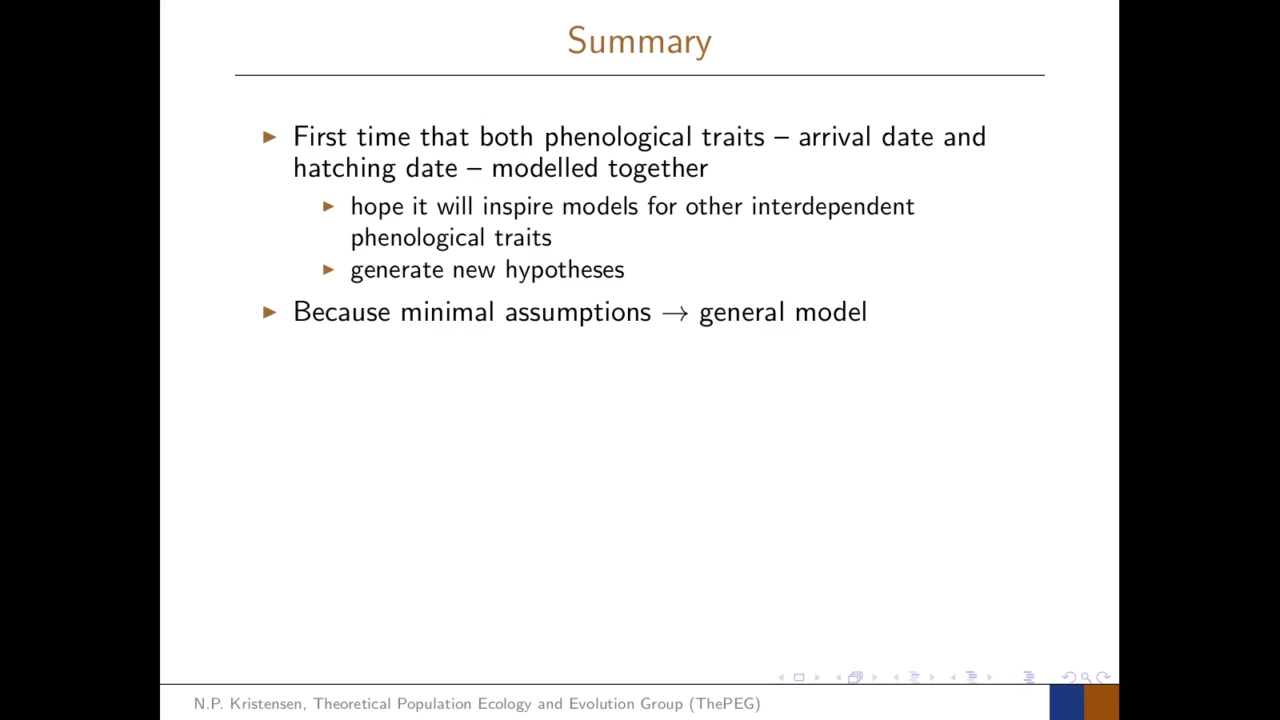 Summary
First time that both phenological traits – arrival date and
hatching date – modelled together
hope it will inspire models for other interdependent
phenological traits
generate new hypotheses
Because minimal assumptions → general model
N.P. Kristensen, Theoretical Population Ecology and Evolution Group (ThePEG)